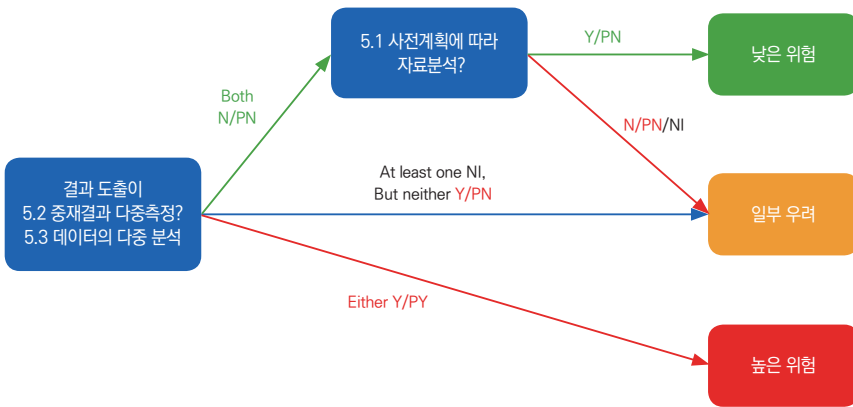 5.1 사전계획에 따라
자료분석?
Y/PN
낮은 위험
Both
N/PN
N/PN/NI
결과 도출이
5.2 중재결과 다중측정?
5.3 데이터의 다중 분석
At least one NI,
But neither Y/PN
일부 우려
Either Y/PY
높은 위험